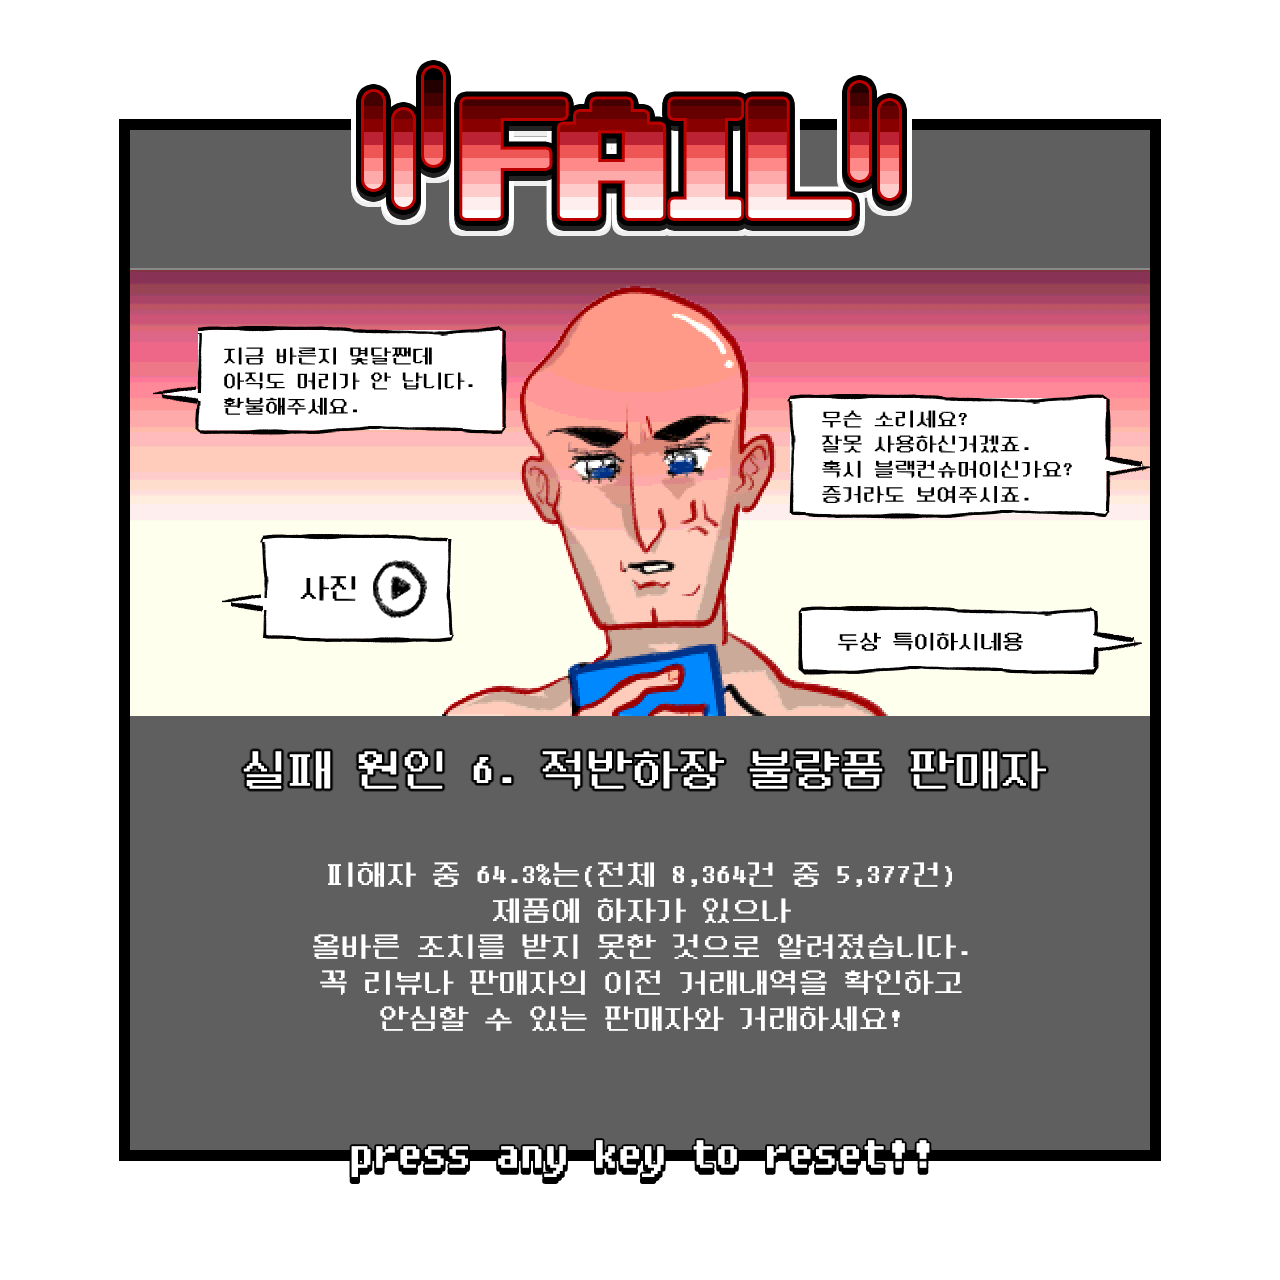 FAIL
지금 바른지 몇달짼데
아직도 머리가 안 납니다.
환불해주세요.
무슨 소리세요?
잘못 사용하신거겠죠.
혹시 블랙컨슈머이신가요?
증거라도 보여주시죠.
사진
두상 특이하시네용
실패 원인 6. 적반하장 불량품 판매자
피해자 중 64.3%는(전체 8,364건 중 5,377건)
제품에 하자가 있으나
올바른 조치를 받지 못한 것으로 알려졌습니다.
꼭 리뷰나 판매자의 이전 거래내역을 확인하고
안심할 수 있는 판매자와 거래하세요!
press any key to reset!!